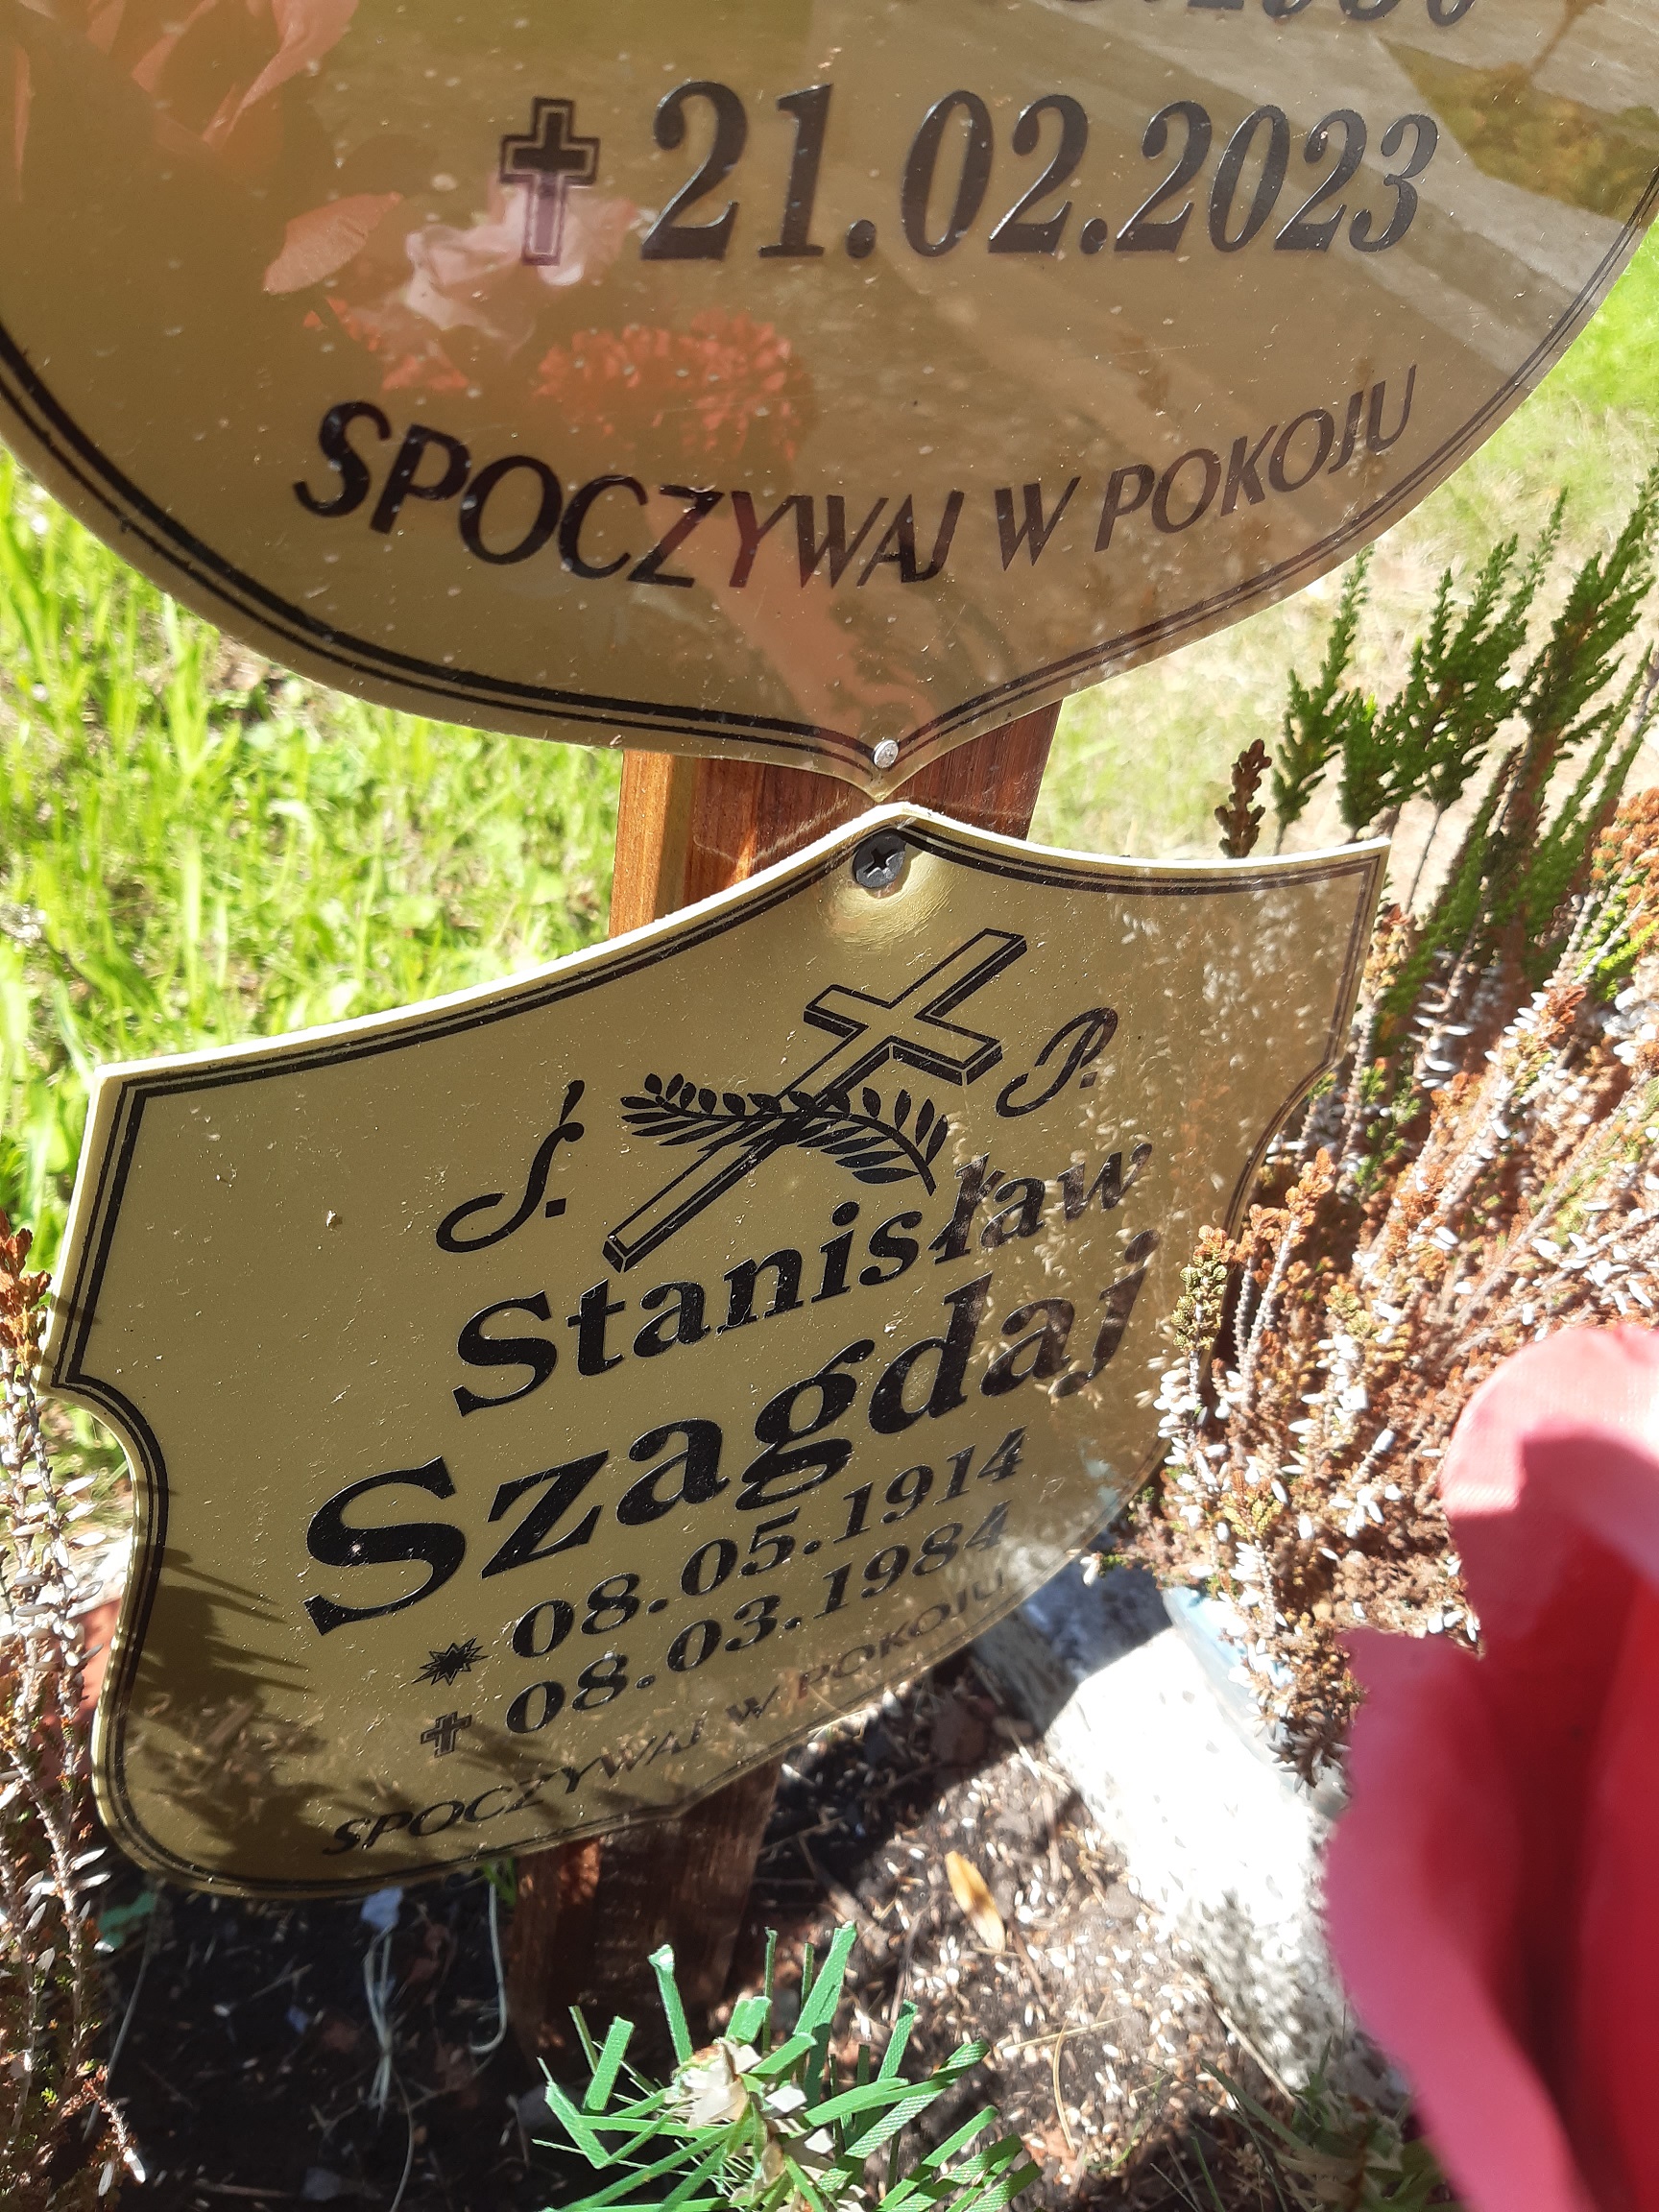 ✝ 21.02.2023
SPOCZYWAJ W POKOJU
Ś. P.
Stanisław
Szagdaj
* 08.05.1914
✝ 08.03.1984
SPOCZYWAJ W POKOJU